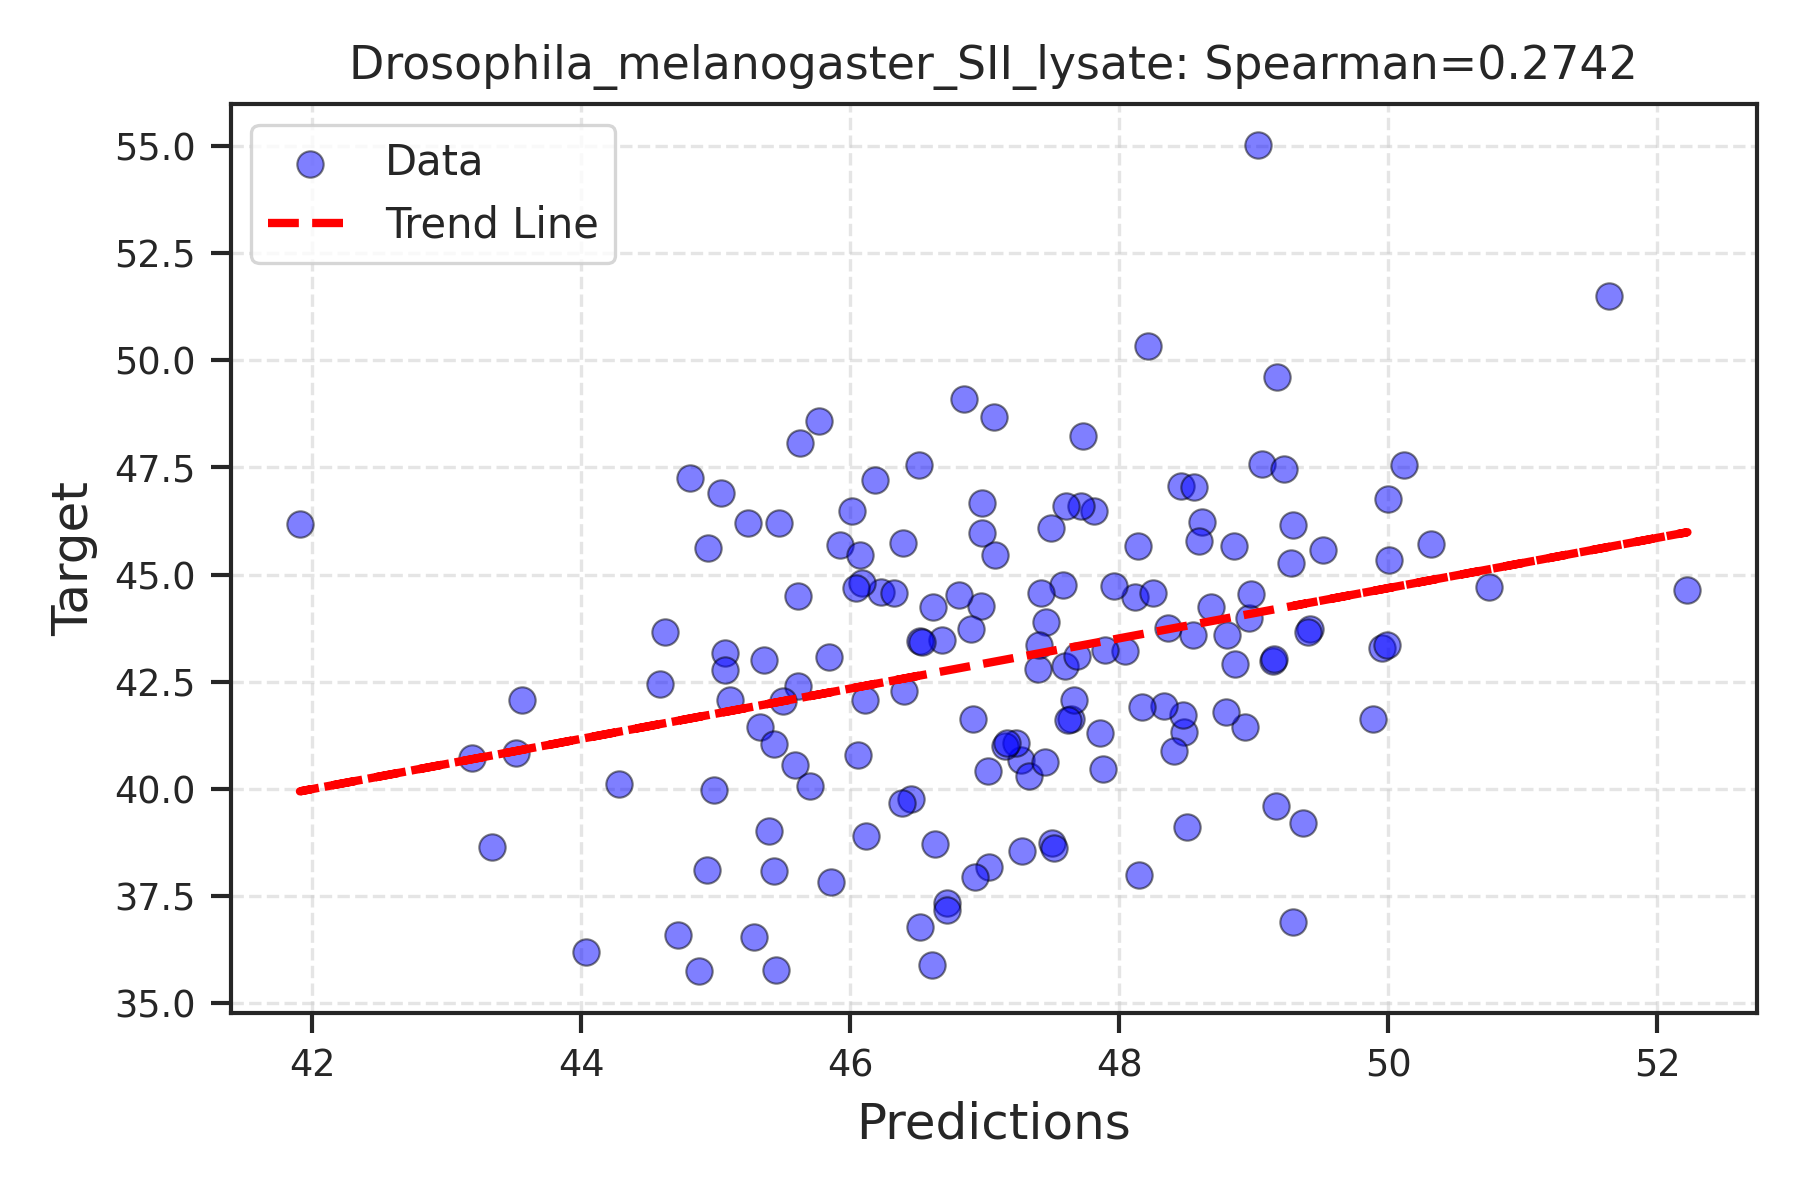 Drosophila_melanogaster_SII_lysate: Spearman=0.2742
Data
Trend Line
55.0
52.5
50.0
47.5
45.0
42.5
40.0
37.5
35.0
Target
42 44 46 48 50 52
Predictions